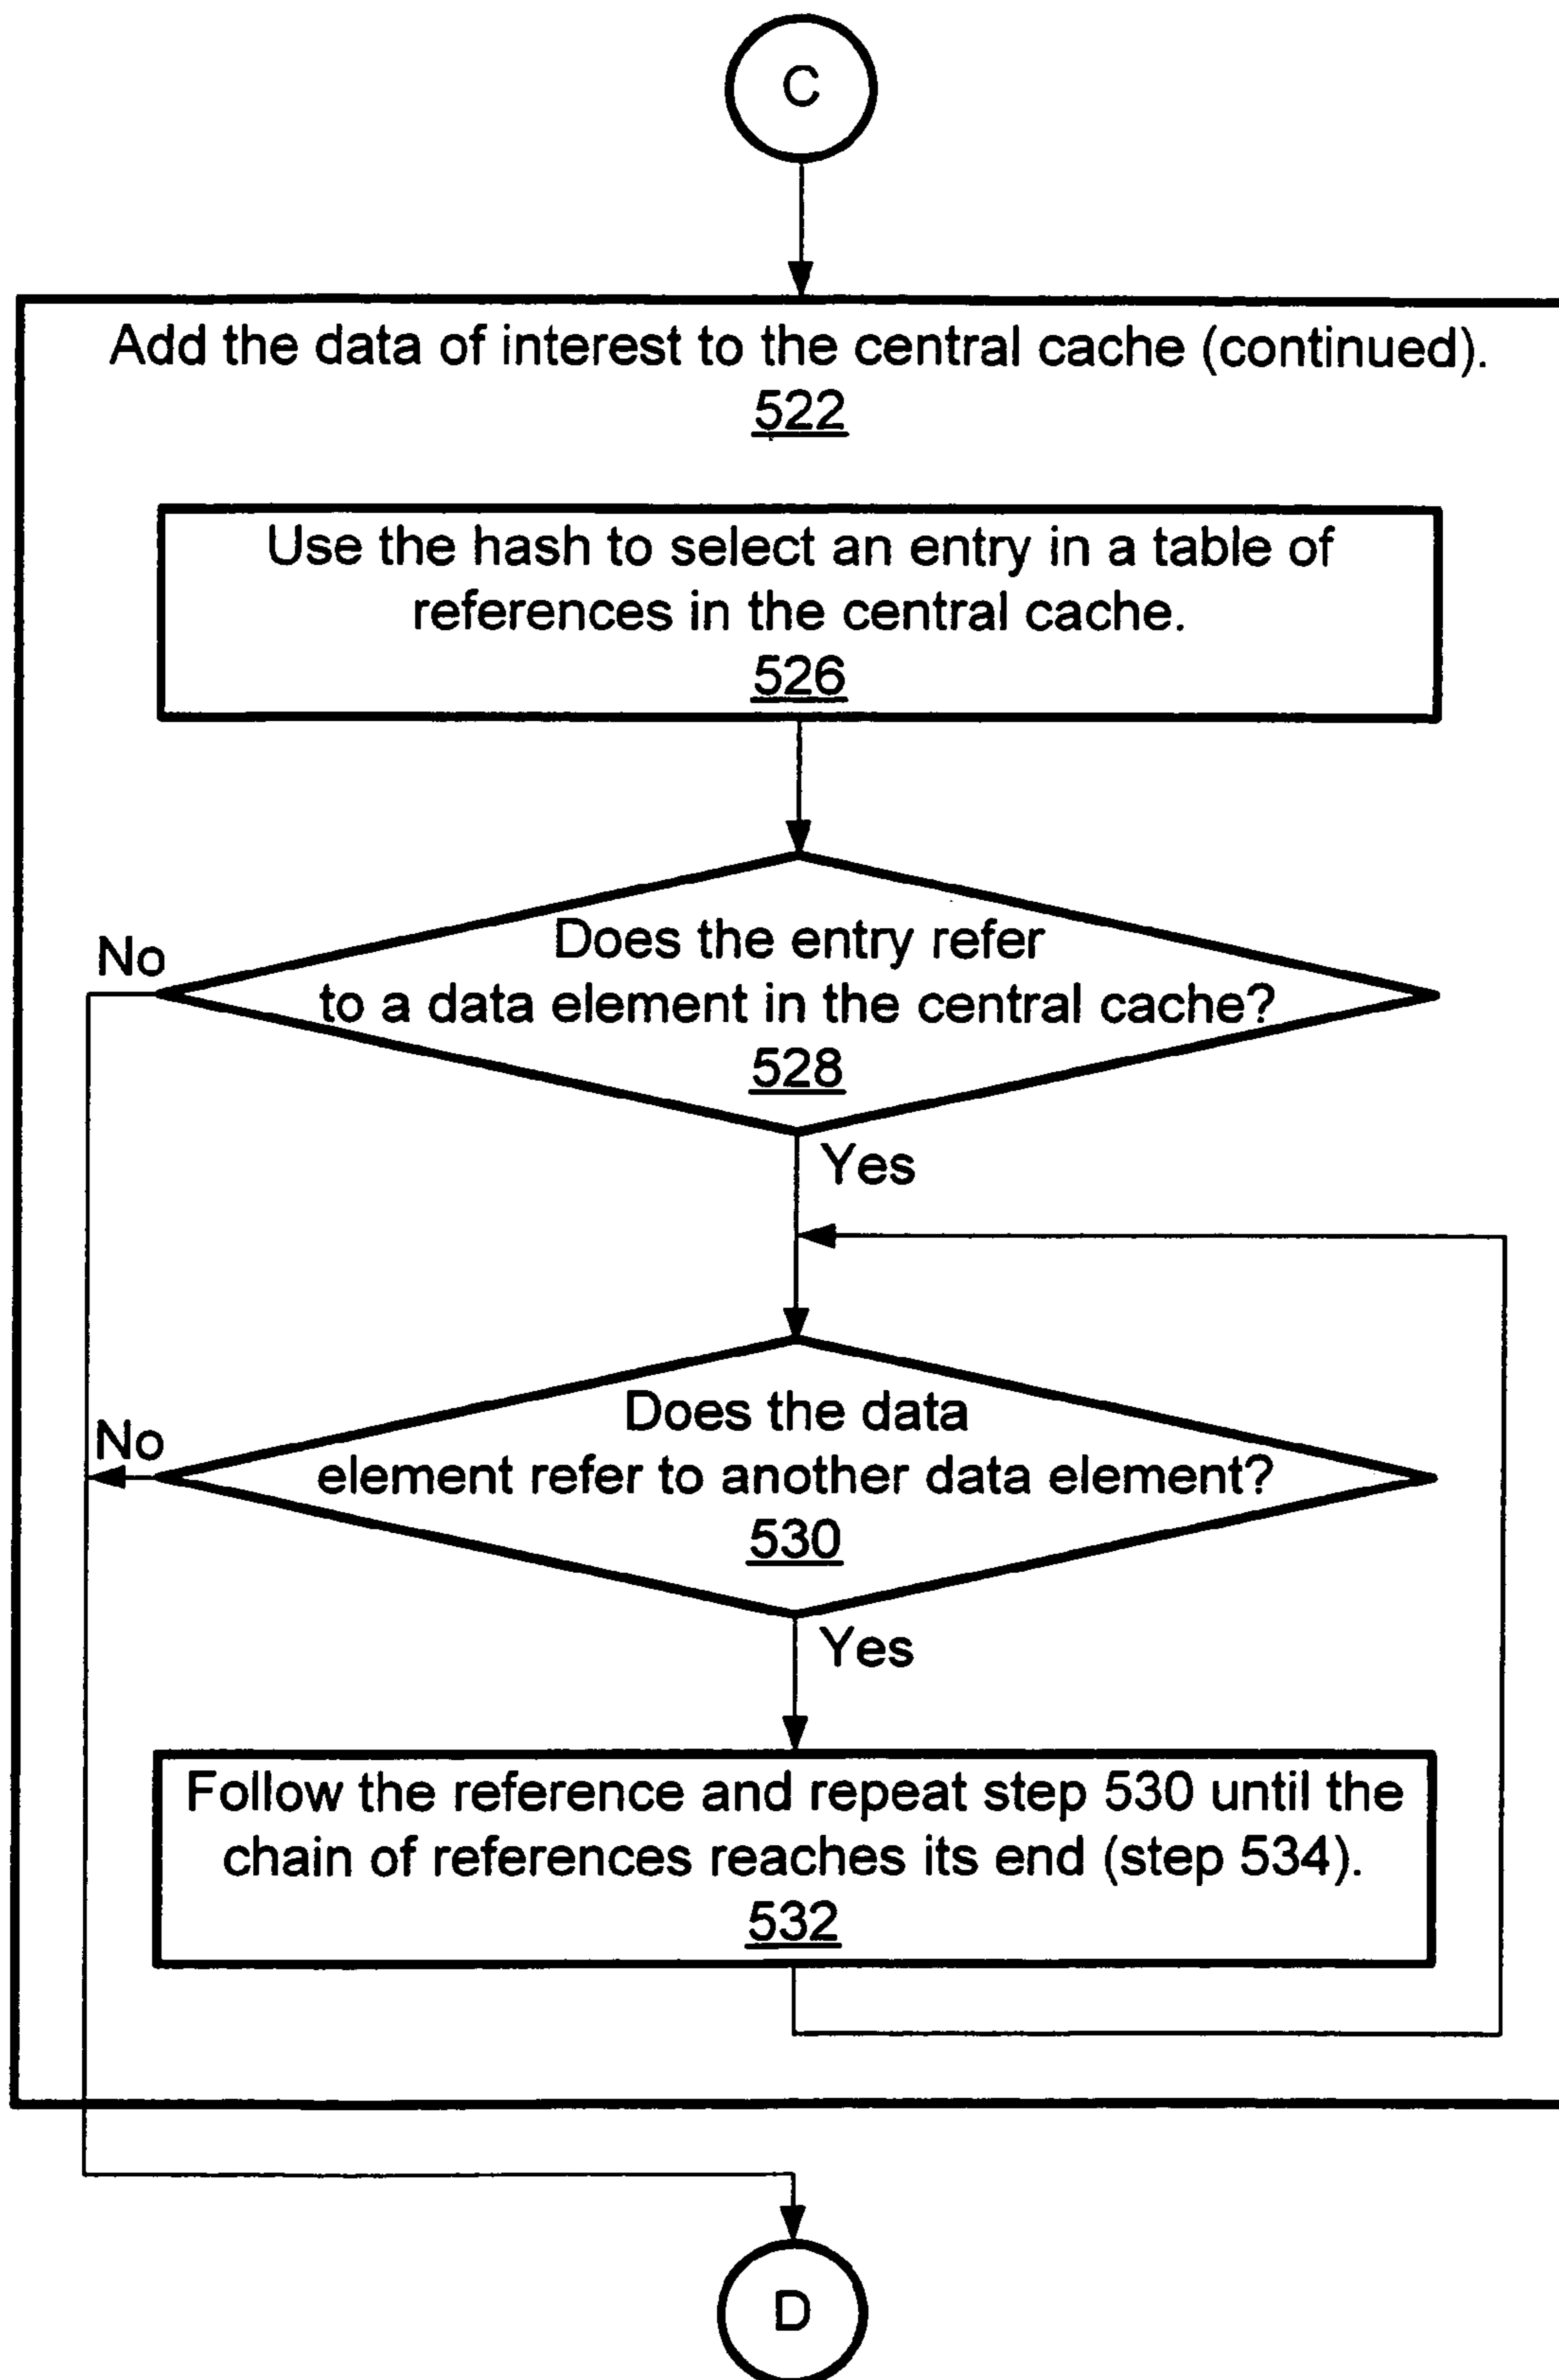 C
Add the data of interest to the central cache (continued).
522
Use the hash to select an entry in a table of
references in the central cache.
526
Does the entry refer
to a data element in the central cache?
528
No
Yes
Does the data
element refer to another data element?
530
No
Yes
Follow the reference and repeat step 530 until the
chain of references reaches its end (step 534).
532
D